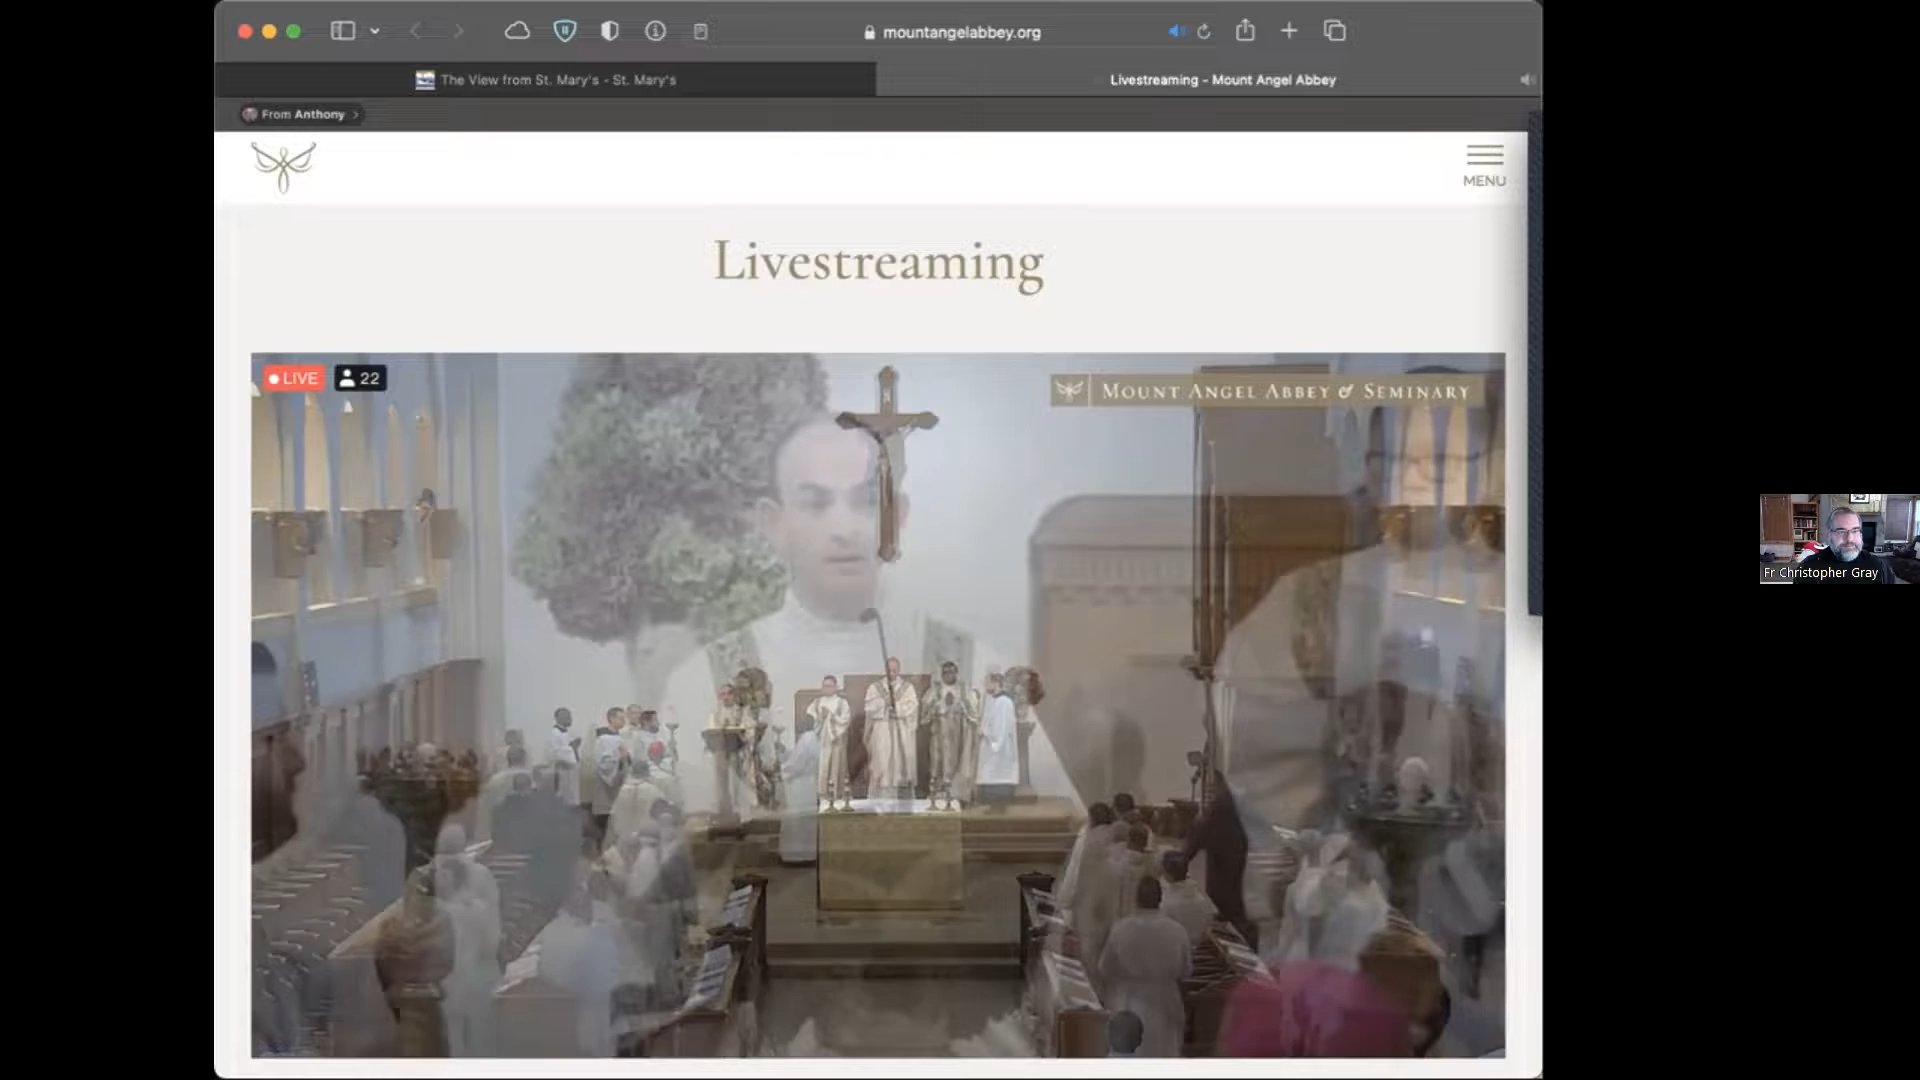 mountangelabbey.org
The View from St. Mary's - St. Mary's
Livestreaming – Mount Angel Abbey
From Anthony
MENU
Livestreaming
LIVE
22
MOUNT ANGEL ABBEY & SEMINARY
Fr Christopher Gray